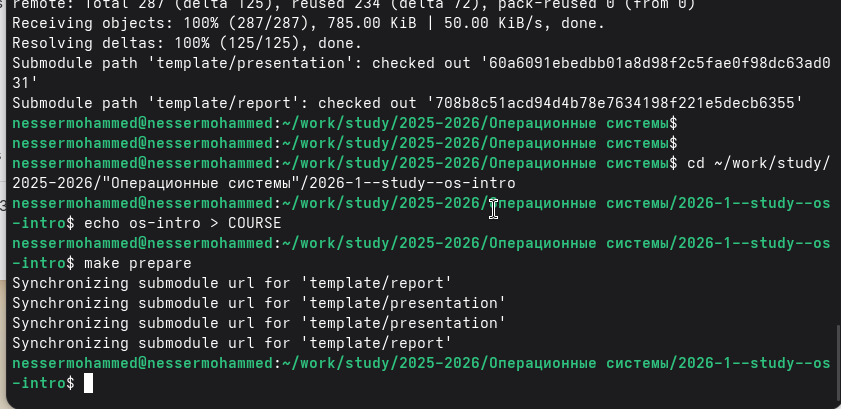 remote: Total 287 (delta 125), reused 234 (delta 72), pack-reused 0 (from 0)
Receiving objects: 100% (287/287), 785.00 KiB | 50.00 KiB/s, done.
Resolving deltas: 100% (125/125), done.
Submodule path 'template/presentation': checked out '60a6091ebedbb01a8d98f2c5fae0f98dc63ad0
31'
Submodule path 'template/report': checked out '708b8c51acd94d4b78e7634198f221e5decb6355'
nessermohammed@nessermohammed:~/work/study/2025-2026/Операционные системы$
nessermohammed@nessermohammed:~/work/study/2025-2026/Операционные системы$
nessermohammed@nessermohammed:~/work/study/2025-2026/Операционные системы$ cd ~/work/study/
2025-2026/"Операционные системы"/2026-1--study--os-intro
nessermohammed@nessermohammed:~/work/study/2025-2026/Операционные системы/2026-1--study--os
-intro$ echo os-intro > COURSE
nessermohammed@nessermohammed:~/work/study/2025-2026/Операционные системы/2026-1--study--os
-intro$ make prepare
Synchronizing submodule url for 'template/report'
Synchronizing submodule url for 'template/presentation'
Synchronizing submodule url for 'template/presentation'
Synchronizing submodule url for 'template/report'
nessermohammed@nessermohammed:~/work/study/2025-2026/Операционные системы/2026-1--study--os
-intro$